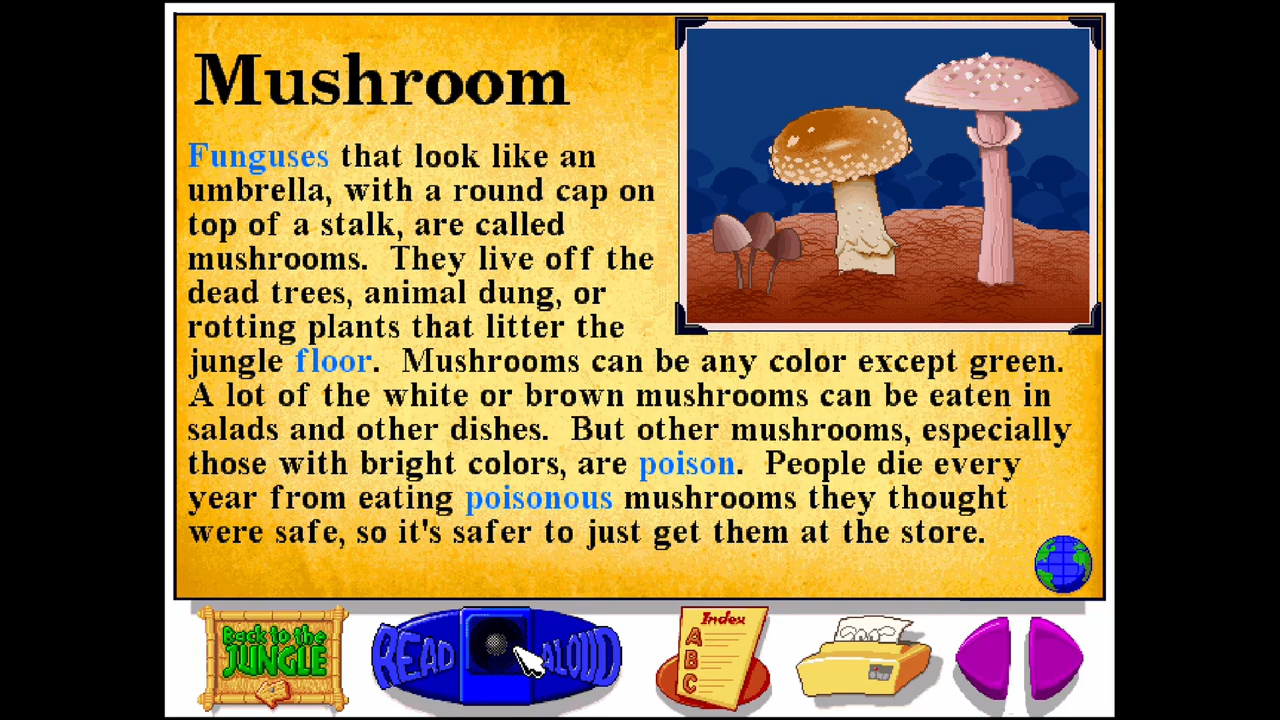 Mushroom
Funguses that look like an
umbrella, with a round cap on
top of a stalk, are called
mushrooms.  They live off the
dead trees, animal dung, or
rotting plants that litter the
jungle floor.  Mushrooms can be any color except green.
A lot of the white or brown mushrooms can be eaten in
salads and other dishes.  But other mushrooms, especially
those with bright colors, are poison.  People die every
year from eating poisonous mushrooms they thought
were safe, so it's safer to just get them at the store.
Back to the
JUNGLE
READ ALOUD
Index
A
B
C